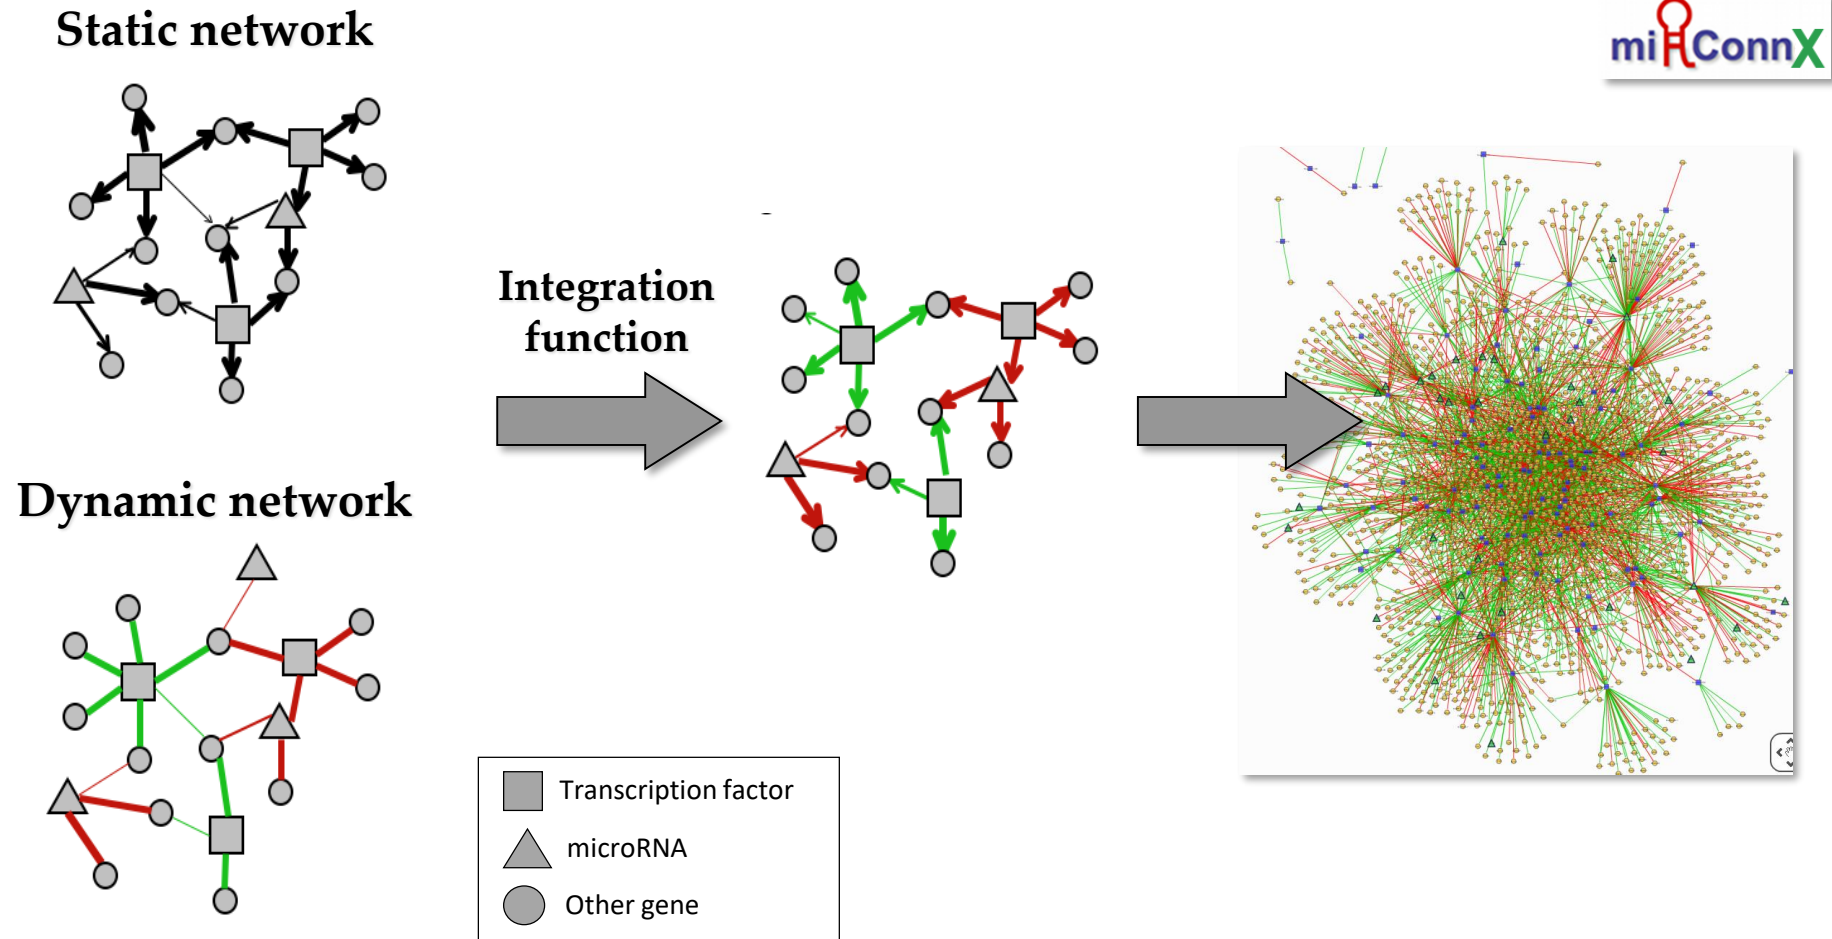 Static network
miRConnX
Integration
function
Dynamic network
Transcription factor
microRNA
Other gene